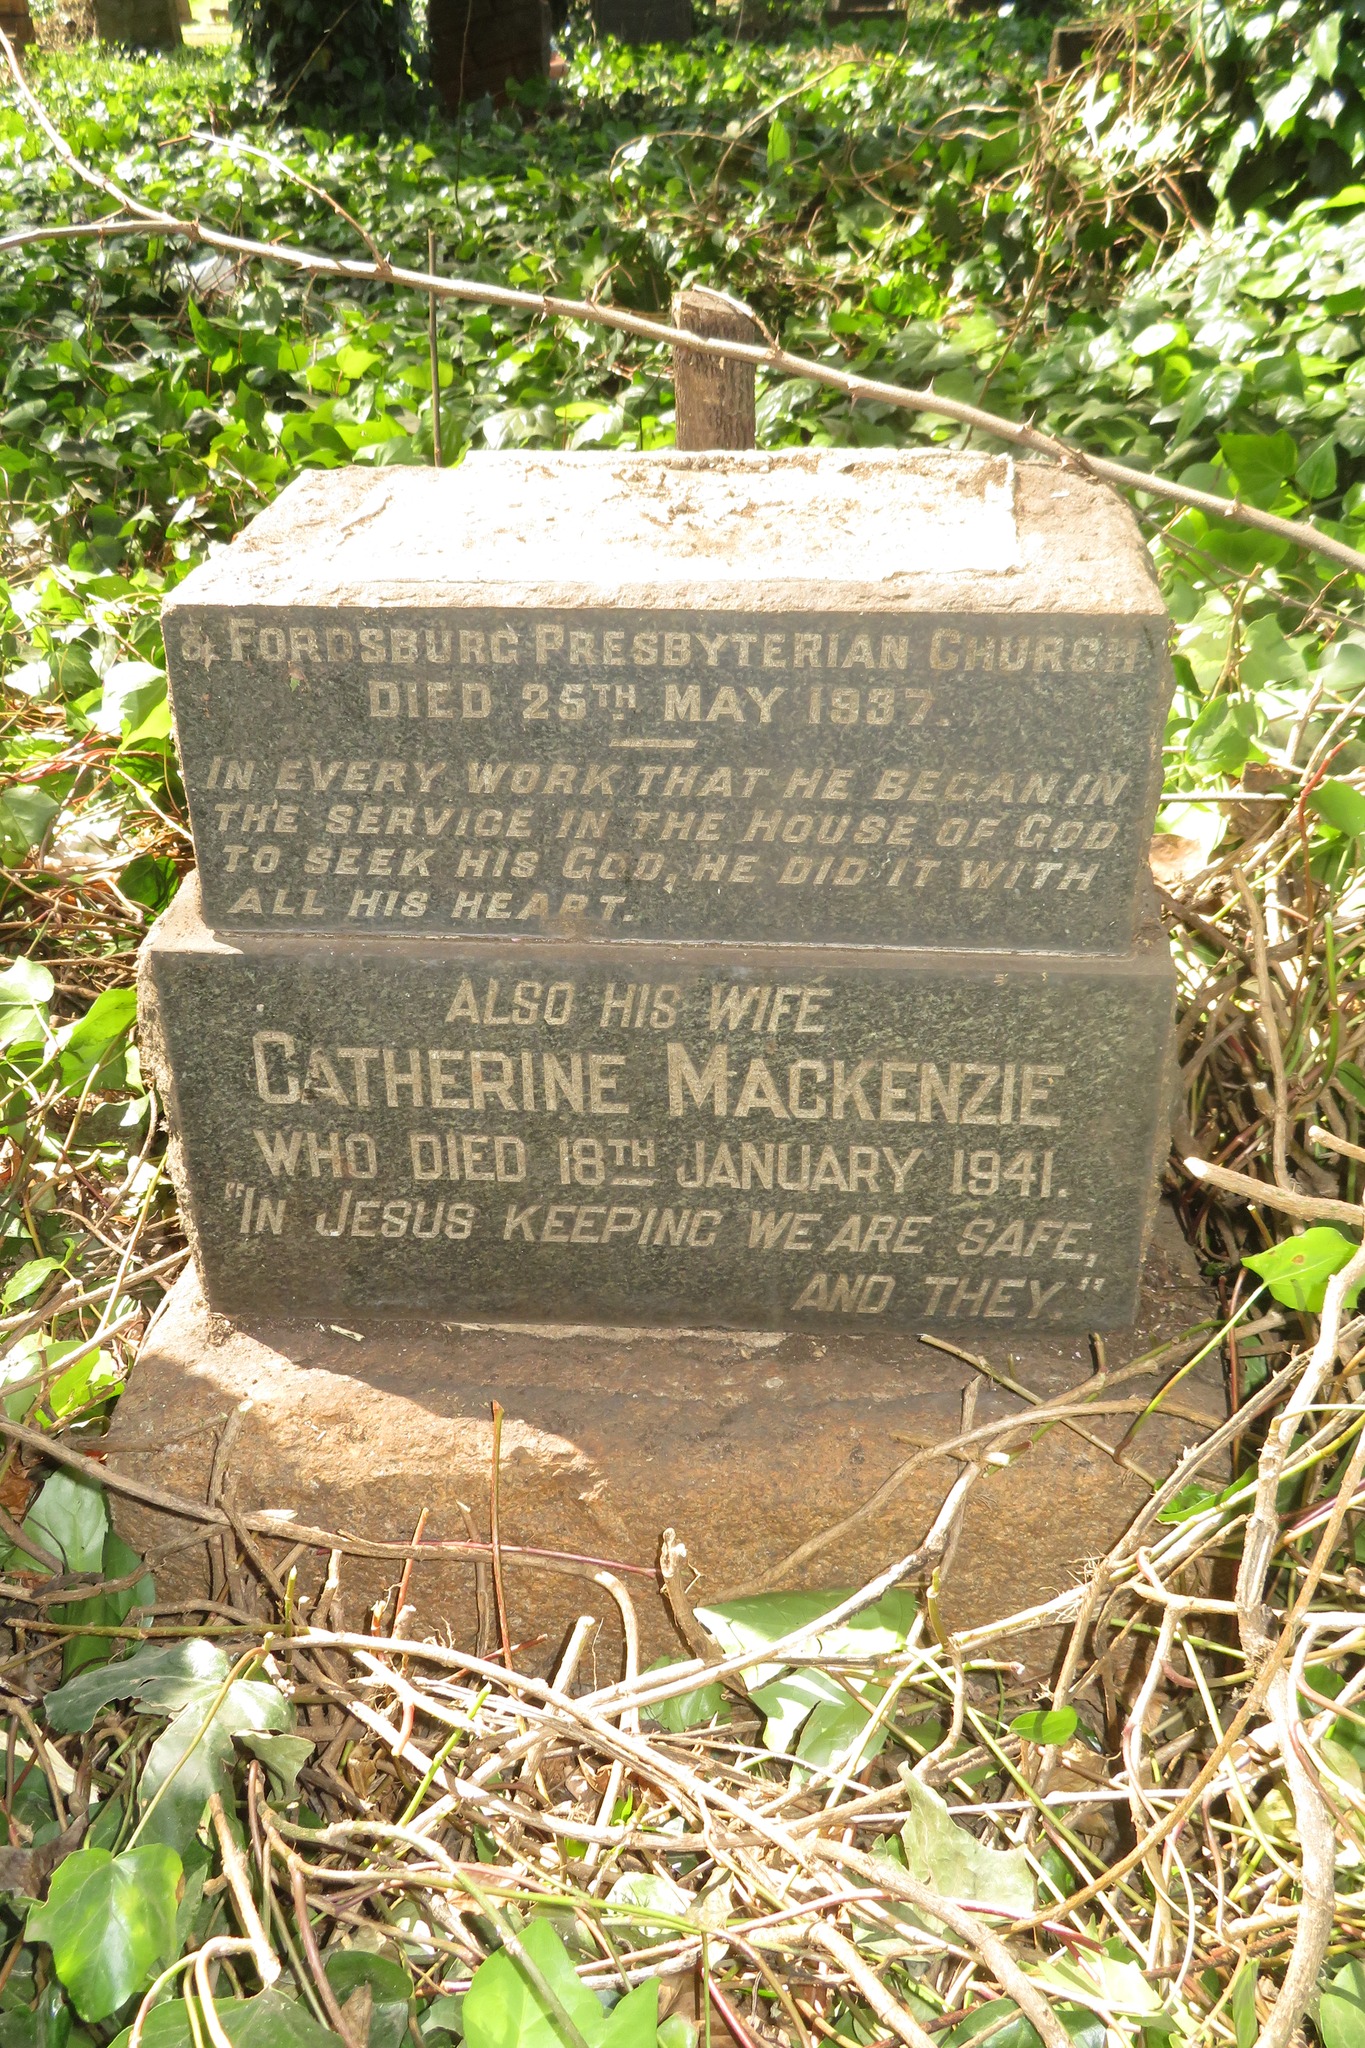 & FORDSBURG PRESBYTERIAN CHURCH
DIED 25TH MAY 1937.
IN EVERY WORK THAT HE BEGAN IN
THE SERVICE IN THE HOUSE OF GOD
TO SEEK HIS GOD, HE DID IT WITH
ALL HIS HEART.
ALSO HIS WIFE
CATHERINE MACKENZIE
WHO DIED 18TH JANUARY 1941.
"IN JESUS KEEPING WE ARE SAFE,
AND THEY."